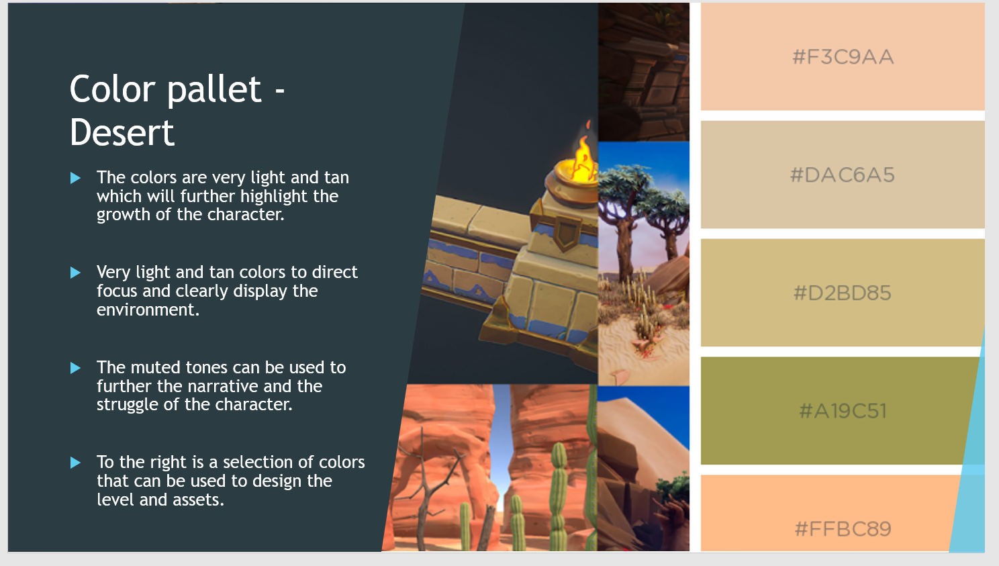 Color pallet -
Desert
The colors are very light and tan
which will further highlight the
growth of the character.
Very light and tan colors to direct
focus and clearly display the
environment.
The muted tones can be used to
further the narrative and the
struggle of the character.
To the right is a selection of colors
that can be used to design the
level and assets.
#F3C9AA
#DAC6A5
#D2BD85
#A19C51
#FFBC89